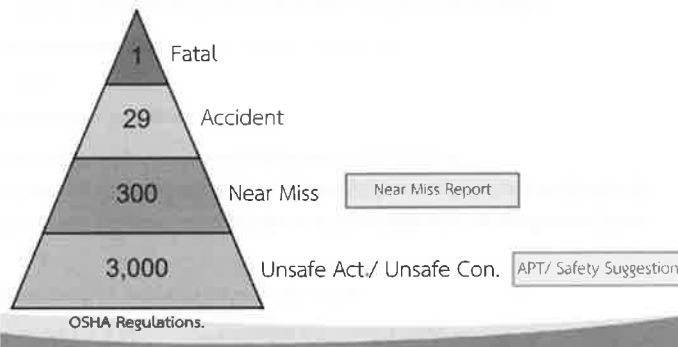 1 Fatal
29 Accident
300 Near Miss Near Miss Report
3,000 Unsafe Act./ Unsafe Con. APT/ Safety Suggestion
OSHA Regulations.